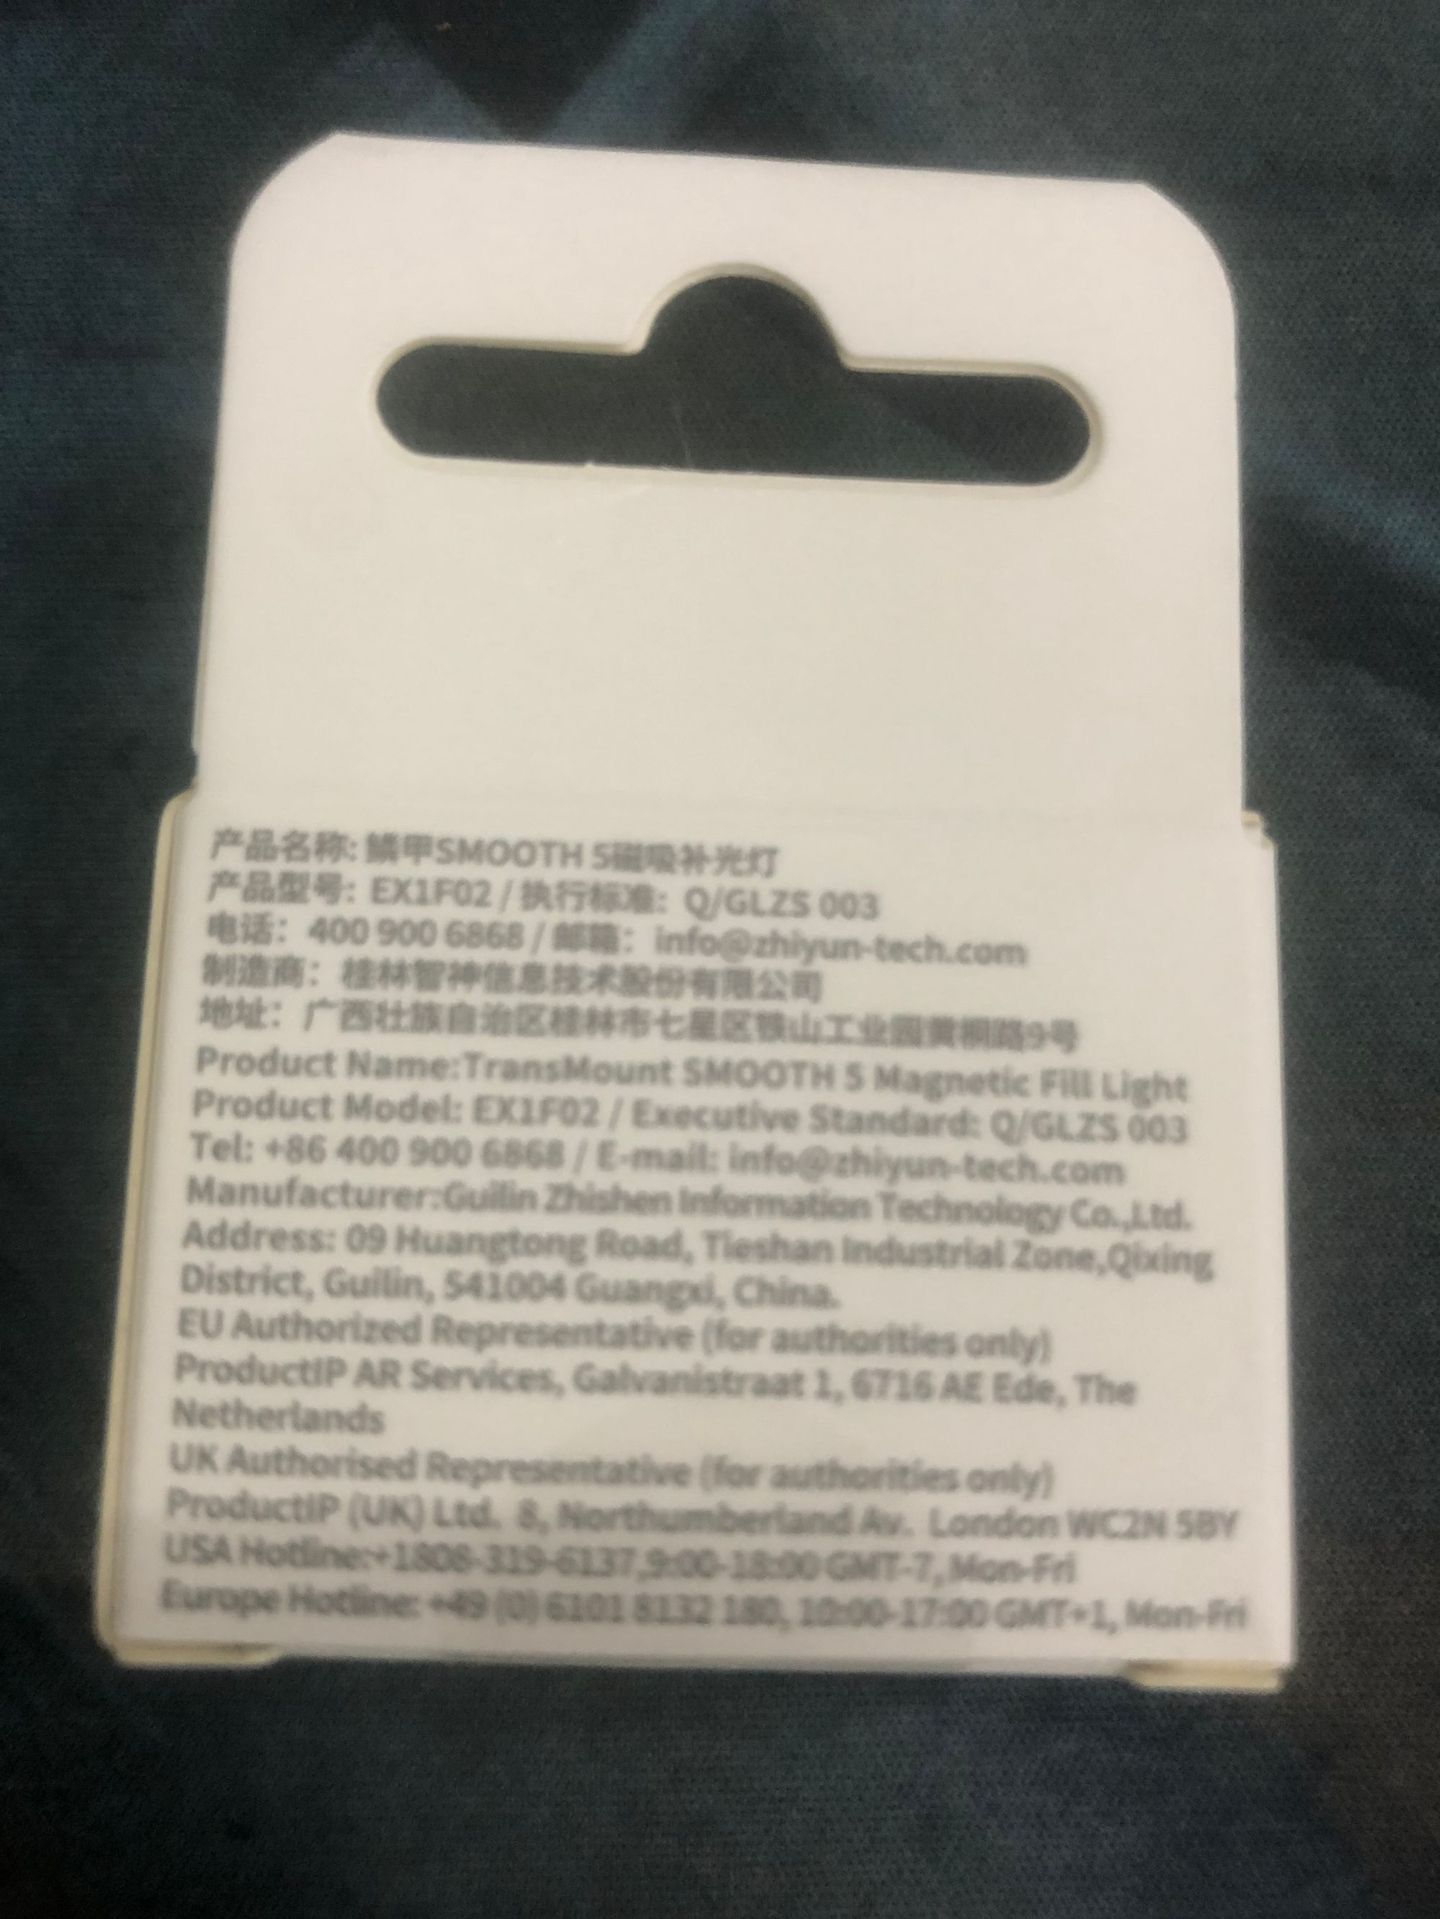 产品名称: 鳞甲SMOOTH 5磁吸补光灯
产品型号: EX1F02 / 执行标准: Q/GLZS 003
电话: 400 900 6868 / 邮箱: info@zhiyun-tech.com
制造商: 桂林智神信息技术股份有限公司
地址: 广西壮族自治区桂林市七星区铁山工业园黄桐路9号
Product Name:TransMount SMOOTH 5 Magnetic Fill Light
Product Model: EX1F02 / Executive Standard: Q/GLZS 003
Tel: +86 400 900 6868 / E-mail: info@zhiyun-tech.com
Manufacturer:Guilin Zhishen Information Technology Co.,Ltd.
Address: 09 Huangtong Road, Tieshan Industrial Zone,Qixing
District, Guilin, 541004 Guangxi, China.
EU Authorized Representative (for authorities only)
ProductIP AR Services, Galvanistraat 1, 6716 AE Ede, The
Netherlands
UK Authorised Representative (for authorities only)
ProductIP (UK) Ltd. 8, Northumberland Av. London WC2N 5BY
USA Hotline:+1808-319-6137,9:00-18:00 GMT-7, Mon-Fri
Europe Hotline: +49 (0) 6101 8132 180, 10:00-17:00 GMT+1, Mon-Fri